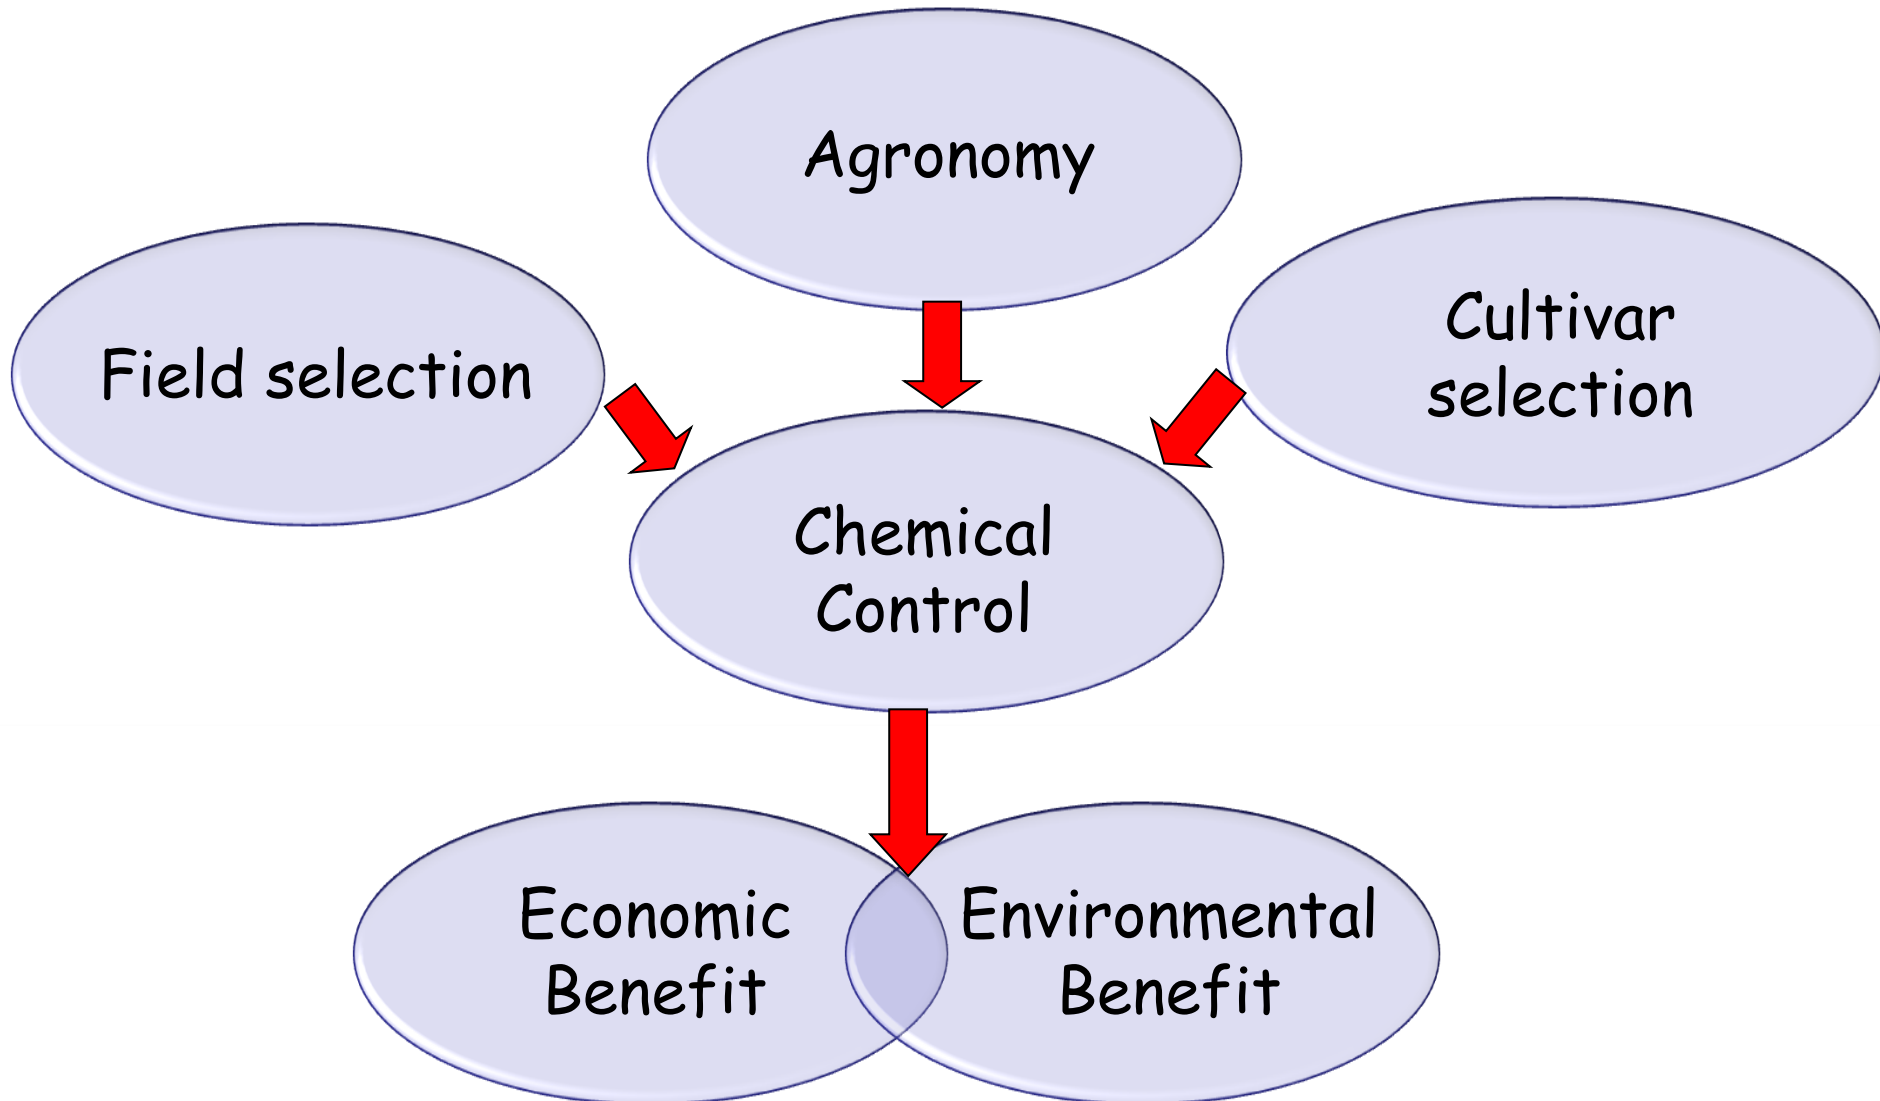 Agronomy
Field selection
Cultivar
selection
Chemical
Control
Economic
Benefit
Environmental
Benefit